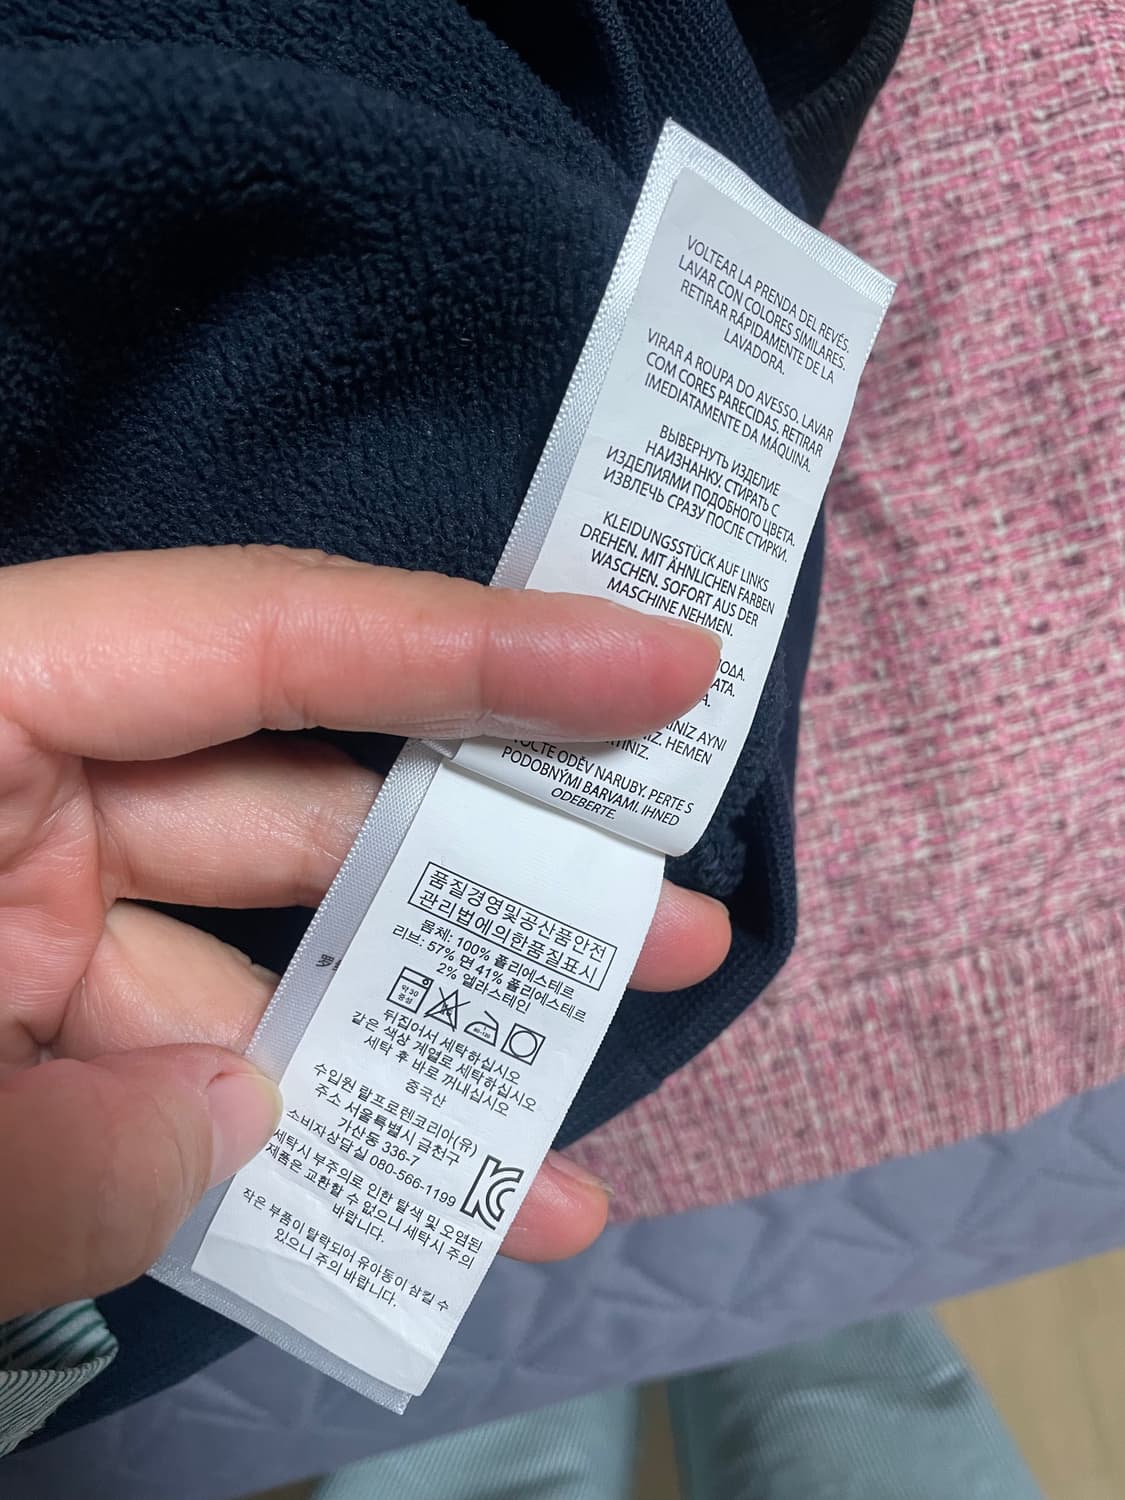 VOLTEAR LA PRENDA DEL REVÉS.
LAVAR CON COLORES SIMILARES.
RETIRAR RÁPIDAMENTE DE LA
LAVADORA.
VIRAR A ROUPA DO AVESSO. LAVAR
COM CORES PARECIDAS. RETIRAR
IMEDIATAMENTE DA MÁQUINA.
ВЫВЕРНУТЬ ИЗДЕЛИЕ
НАИЗНАНКУ. СТИРАТЬ С
ИЗДЕЛИЯМИ ПОДОБНОГО ЦВЕТА.
ИЗВЛЕЧЬ СРАЗУ ПОСЛЕ СТИРКИ.
KLEIDUNGSSTÜCK AUF LINKS
DREHEN. MIT ÄHNLICHEN FARBEN
WASCHEN. SOFORT AUS DER
MASCHINE NEHMEN.
AYNI
HEMEN
ODĚV NARUBY. PERTE S
PODOBNÝMI BARVAMI. IHNED
ODEBERTE.
품질경영및공산품안전
관리법에의한품질표시
몸체: 100% 폴리에스테르
리브: 57% 면 41% 폴리에스테르
2% 엘라스테인
약 30
중성
뒤집어서 세탁하십시오
같은 색상 계열로 세탁하십시오
세탁 후 바로 꺼내십시오
중국산
수입원 랄프로렌코리아(유)
주소 서울특별시 금천구
가산동 336-7
소비자상담실 080-566-1199
세탁시 부주의로 인한 탈색 및 오염된
제품은 교환할 수 없으니 세탁시 주의
바랍니다.
작은 부품이 탈락되어 유아동이 삼킬 수
있으니 주의 바랍니다.